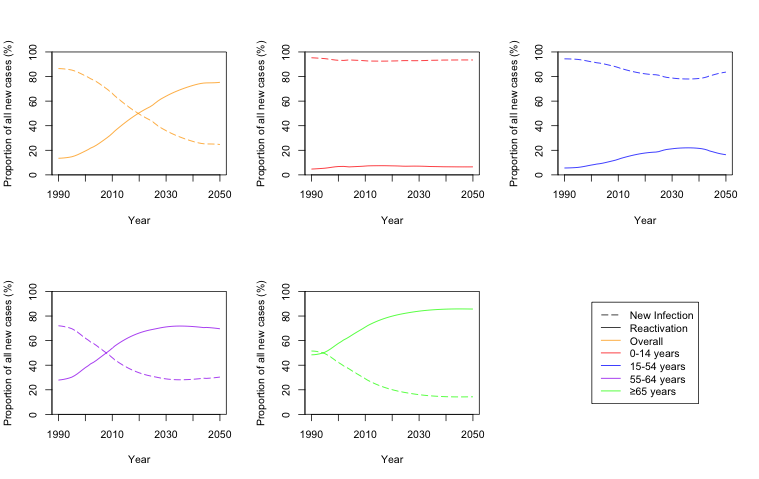 Proportion of all new cases (%)
0 20 40 60 80 100
1990 2010 2030 2050
Year
Proportion of all new cases (%)
0 20 40 60 80 100
1990 2010 2030 2050
Year
Proportion of all new cases (%)
0 20 40 60 80 100
1990 2010 2030 2050
Year
Proportion of all new cases (%)
0 20 40 60 80 100
1990 2010 2030 2050
Year
Proportion of all new cases (%)
0 20 40 60 80 100
1990 2010 2030 2050
Year
New Infection
Reactivation
Overall
0-14 years
15-54 years
55-64 years
≥65 years